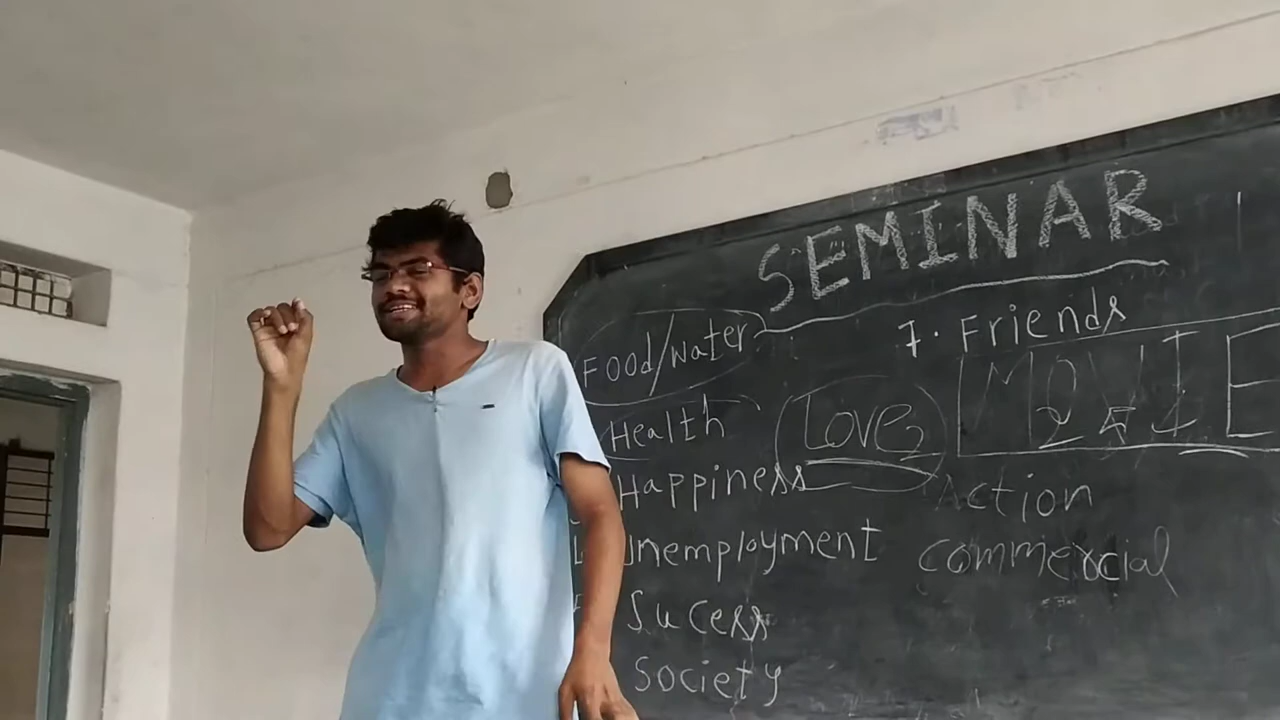 SEMINAR
Food/water
Health
Happiness
Unemployment
Sucess
Society
7. Friends
Love
MOVIE
Action
commercial